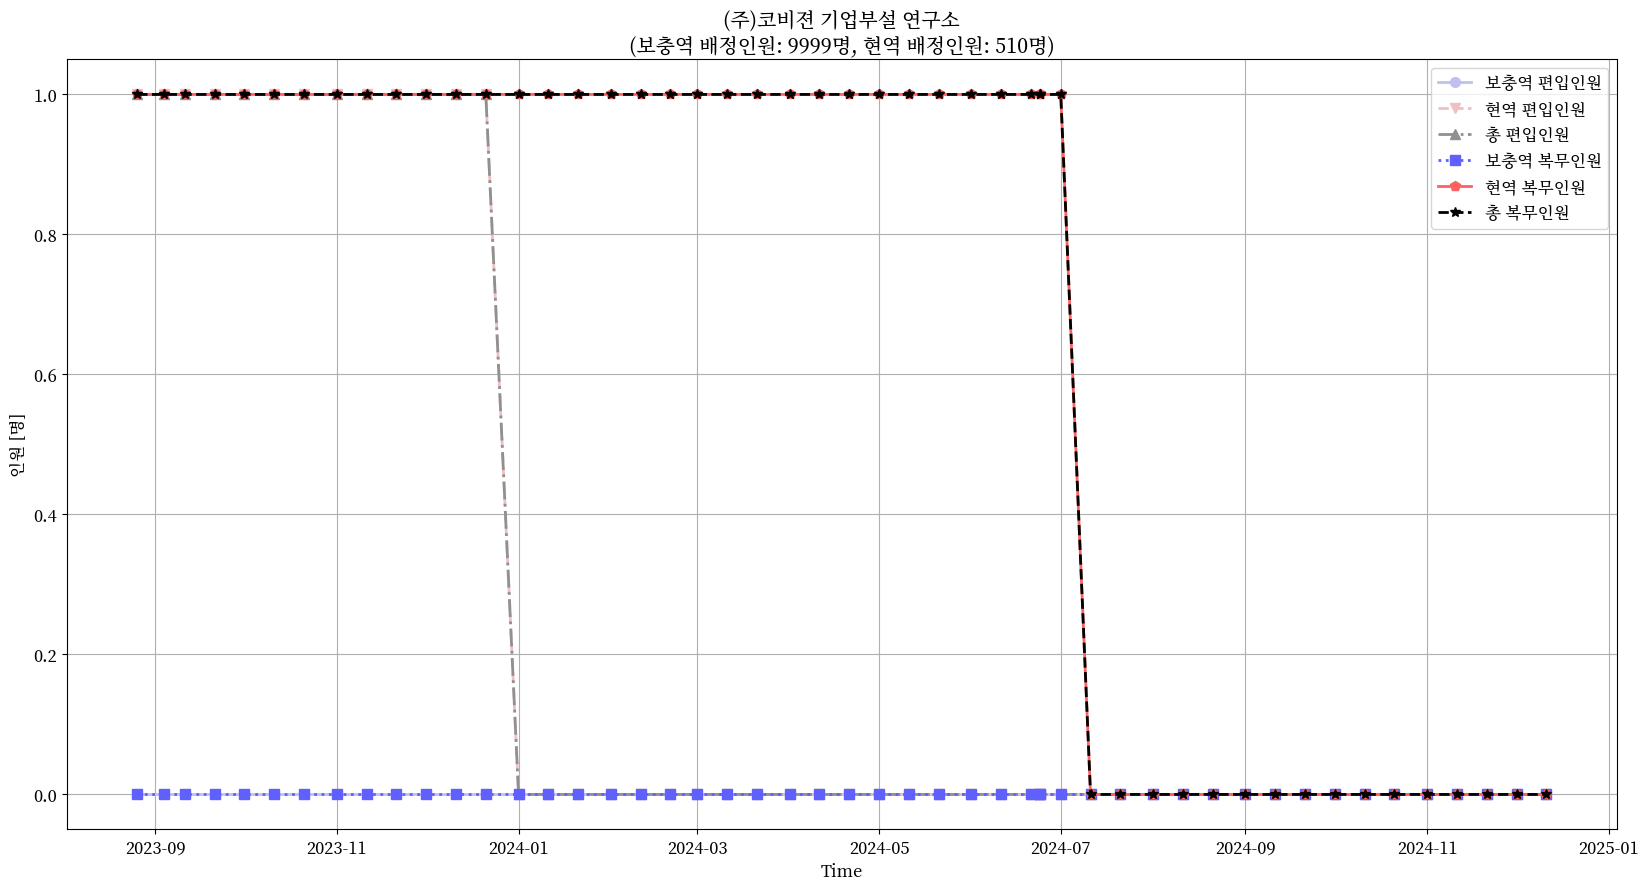 (주)코비젼 기업부설 연구소
(보충역 배정인원: 9999명, 현역 배정인원: 510명)
보충역 편입인원
현역 편입인원
총 편입인원
보충역 복무인원
현역 복무인원
총 복무인원
인원 [명]
1.0
0.8
0.6
0.4
0.2
0.0
2023-09
2023-11
2024-01
2024-03
2024-05
2024-07
2024-09
2024-11
2025-01
Time